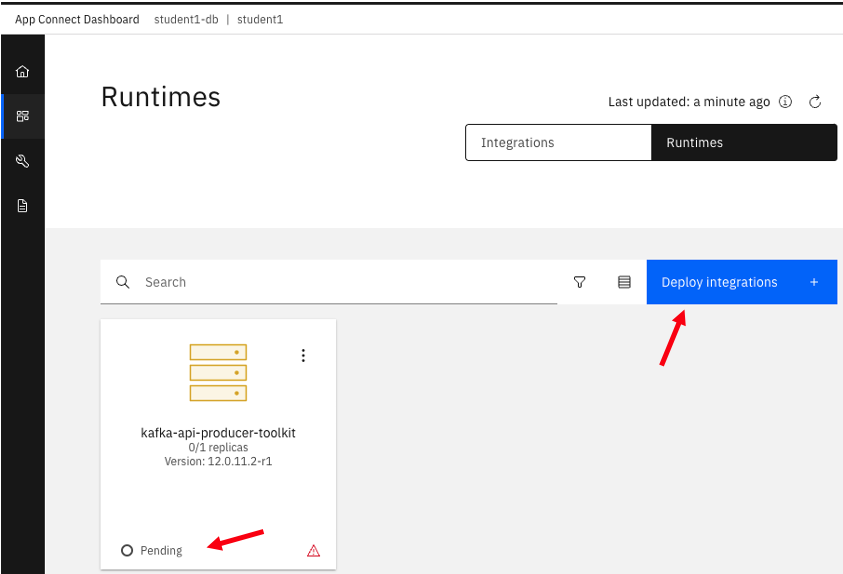 App Connect Dashboard student1-db | student1
Runtimes
Last updated: a minute ago
Integrations
Runtimes
Search
Deploy integrations +
kafka-api-producer-toolkit
0/1 replicas
Version: 12.0.11.2-r1
Pending